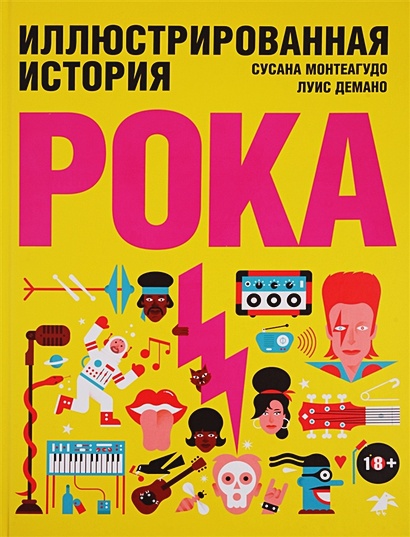 ИЛЛЮСТРИРОВАННАЯ
ИСТОРИЯ
СУСАНА МОНТЕАГУДО
ЛУИС ДЕМАНО
РОКА
18+